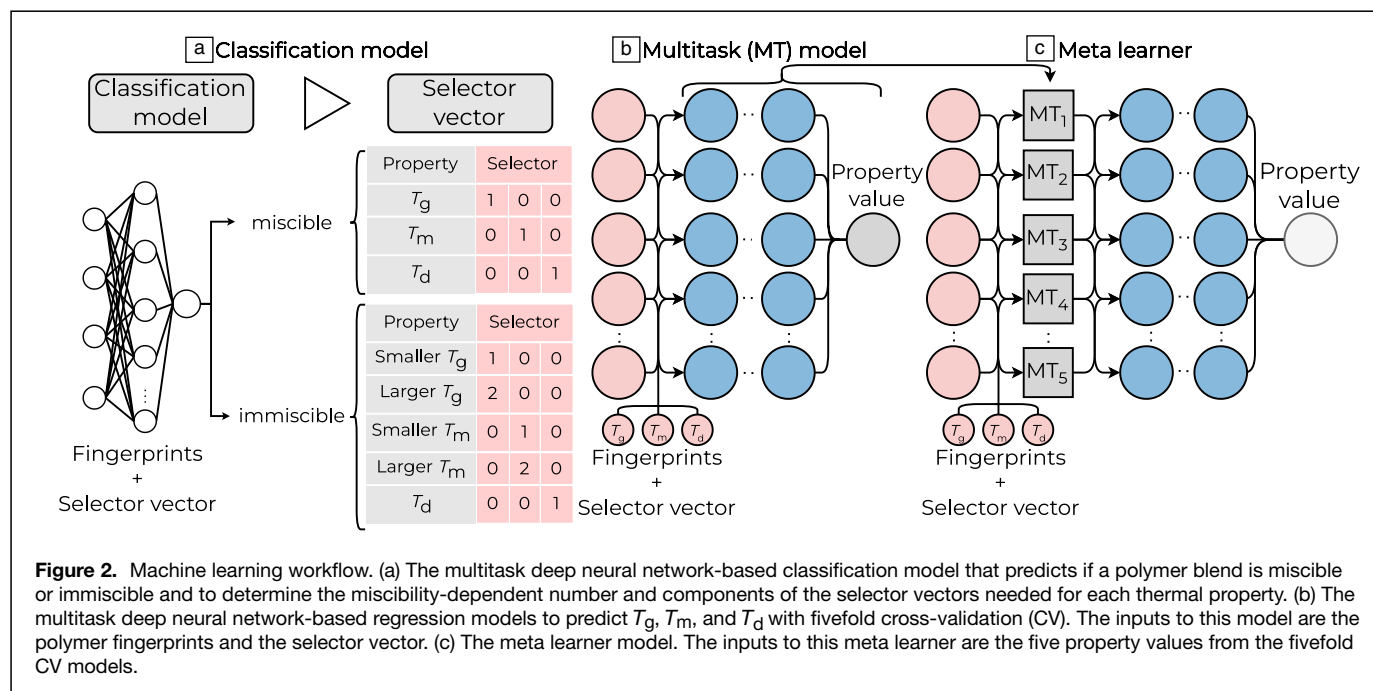 a Classification model
Classification
model
Selector
vector
Property Selector
Tg 1 0 0
Tm 0 1 0
Td 0 0 1
miscible
Property Selector
Smaller Tg 1 0 0
Larger Tg 2 0 0
Smaller Tm 0 1 0
Larger Tm 0 2 0
Td 0 0 1
immiscible
Fingerprints
+
Selector vector
b Multitask (MT) model
Property
value
Tg Tm Td
Fingerprints
+
Selector vector
c Meta learner
MT1
MT2
MT3
MT4
MT5
Property
value
Tg Tm Td
Fingerprints
+
Selector vector
Figure 2. Machine learning workflow. (a) The multitask deep neural network-based classification model that predicts if a polymer blend is miscible
or immiscible and to determine the miscibility-dependent number and components of the selector vectors needed for each thermal property. (b) The
multitask deep neural network-based regression models to predict Tg, Tm, and Td with fivefold cross-validation (CV). The inputs to this model are the
polymer fingerprints and the selector vector. (c) The meta learner model. The inputs to this meta learner are the five property values from the fivefold
CV models.